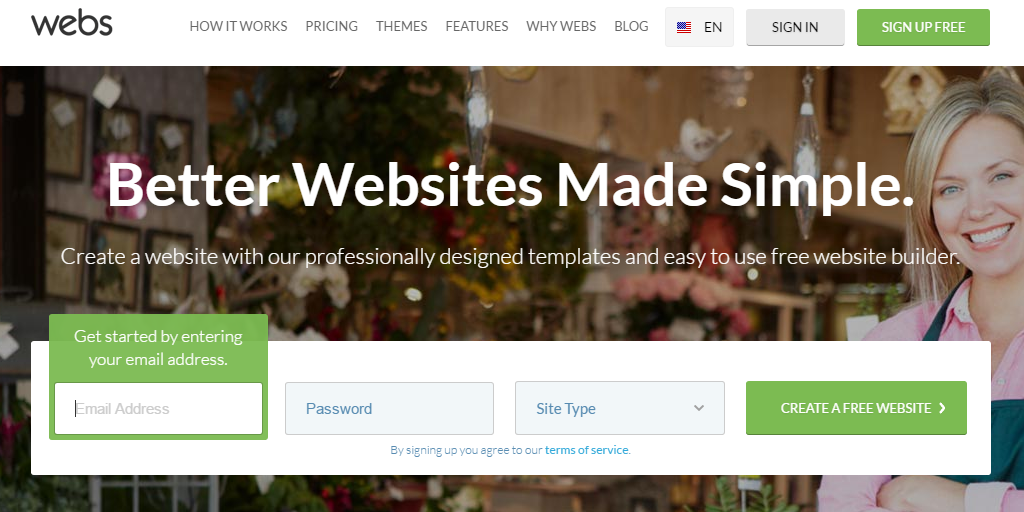 webs
HOW IT WORKS PRICING THEMES FEATURES WHY WEBS BLOG EN SIGN IN SIGN UP FREE
Better Websites Made Simple.
Create a website with our professionally designed templates and easy to use free website builder.
Get started by entering
your email address.
Email Address Password Site Type CREATE A FREE WEBSITE ❯
By signing up you agree to our terms of service.